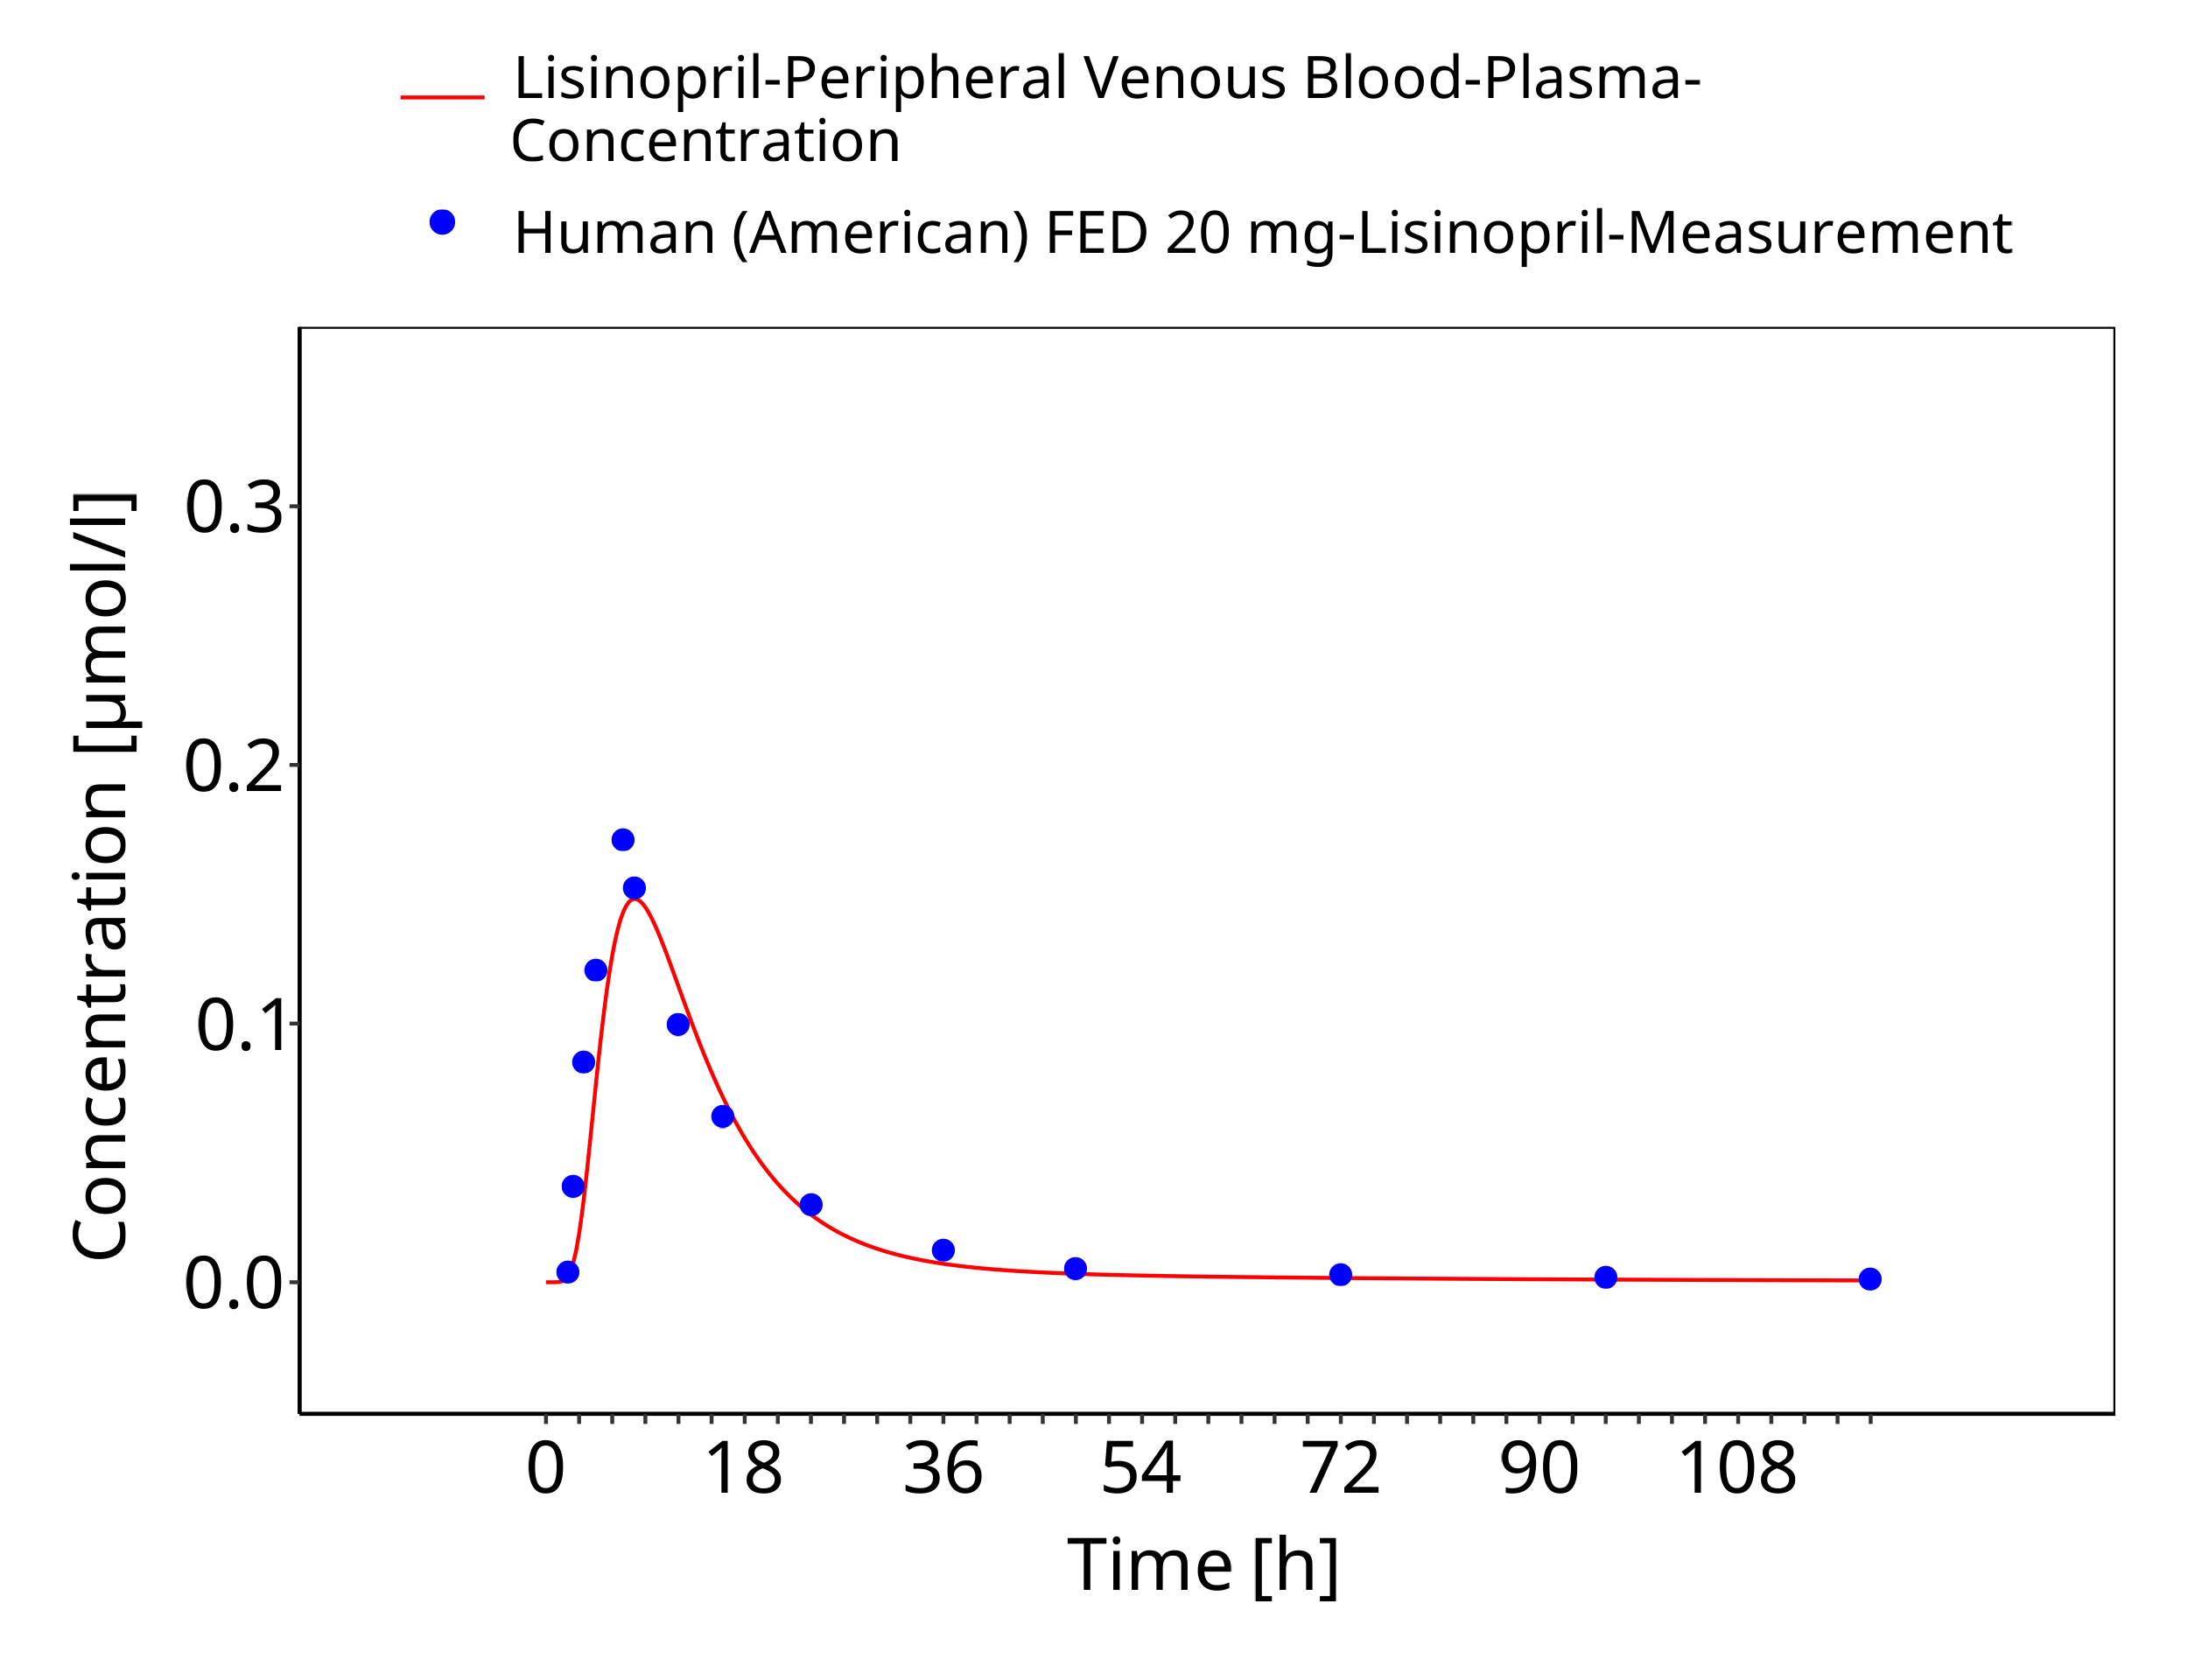 Lisinopril-Peripheral Venous Blood-Plasma-
Concentration
Human (American) FED 20 mg-Lisinopril-Measurement
Concentration [µmol/l]
0.3
0.2
0.1
0.0
0 18 36 54 72 90 108
Time [h]